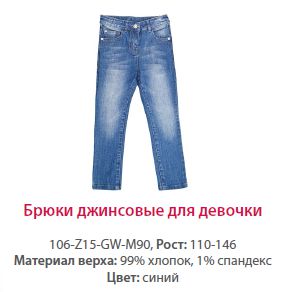 Брюки джинсовые для девочки
106-Z15-GW-M90, Рост: 110-146
Материал верха: 99% хлопок, 1% спандекс
Цвет: синий